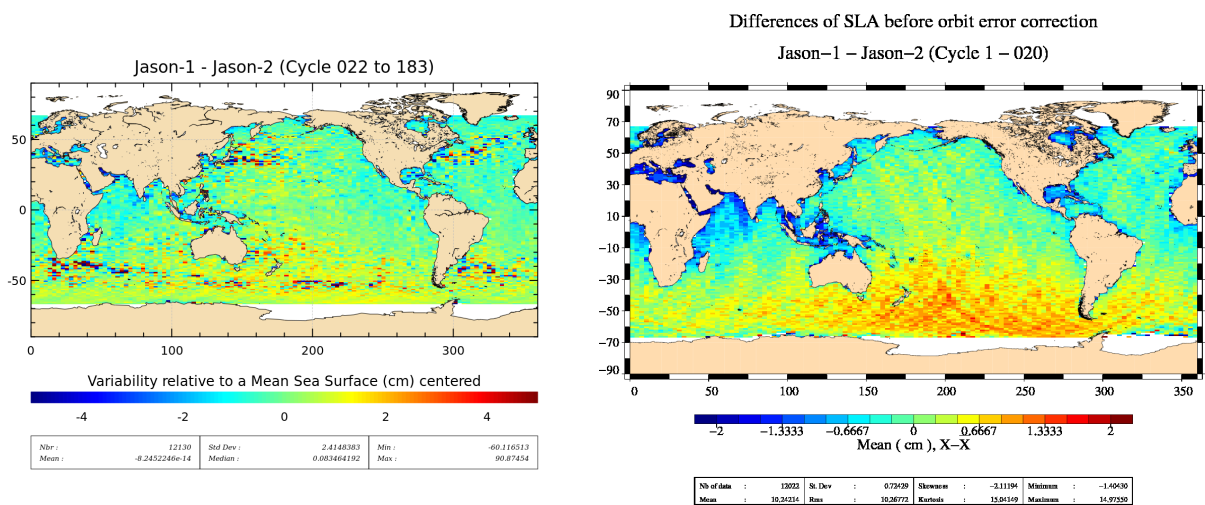 Jason-1 - Jason-2 (Cycle 022 to 183)
50
0
-50
0 100 200 300
Variability relative to a Mean Sea Surface (cm) centered
-4 -2 0 2 4
Nbr : 12130 Std Dev : 2.4148383 Min : -60.116513
Mean : -8.2452246e-14 Median : 0.083464192 Max : 90.87454
Differences of SLA before orbit error correction
Jason−1 − Jason−2 (Cycle 1 − 020)
90
70
50
30
10
−10
−30
−50
−70
−90
0 50 100 150 200 250 300 350
−2 −1.3333 −0.6667 0 0.6667 1.3333 2
Mean ( cm ), X−X
Nb of data : 12022 St. Dev : 0.72429 Skewness : −2.11194 Minimum : −1.40430
Mean : 10.24214 Rms : 10.26772 Kurtosis : 15.04149 Maximum : 14.97550